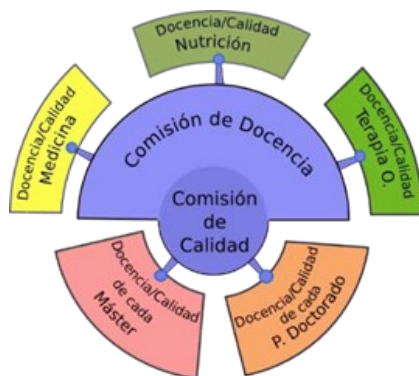 Docencia/Calidad
Nutrición
Docencia/Calidad
Medicina
Docencia/Calidad
Terapia O.
Comisión de Docencia
Comisión
de
Calidad
Docencia/Calidad
de cada
Máster
Docencia/Calidad
de cada
P. Doctorado